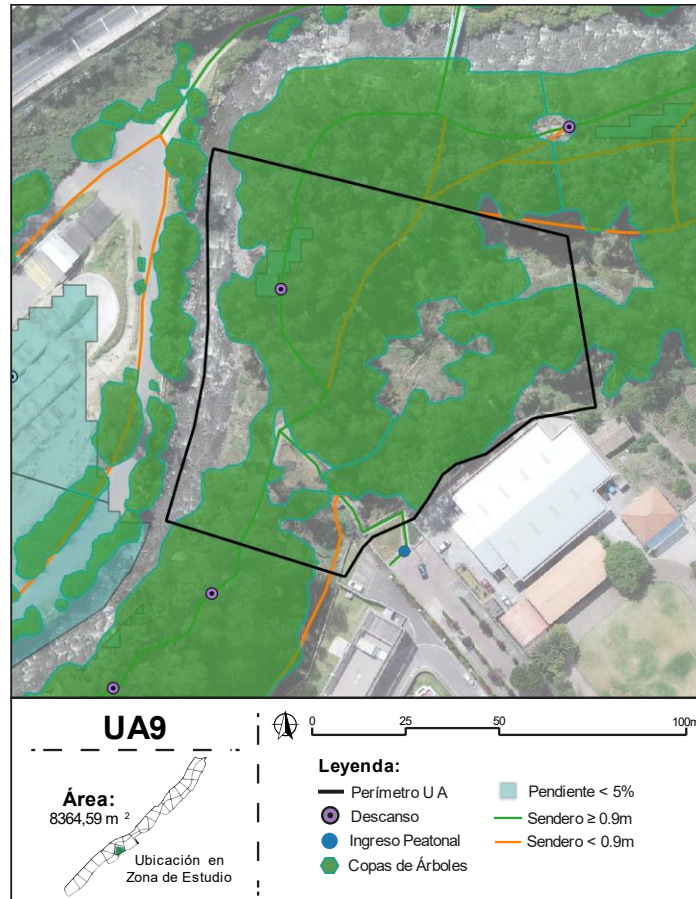 UA9
Área:
8364,59 m 2
Ubicación en
Zona de Estudio
0 25 50 100m
Leyenda:
Perímetro U A
Descanso
Ingreso Peatonal
Copas de Árboles
Pendiente < 5%
Sendero ≥ 0.9m
Sendero < 0.9m